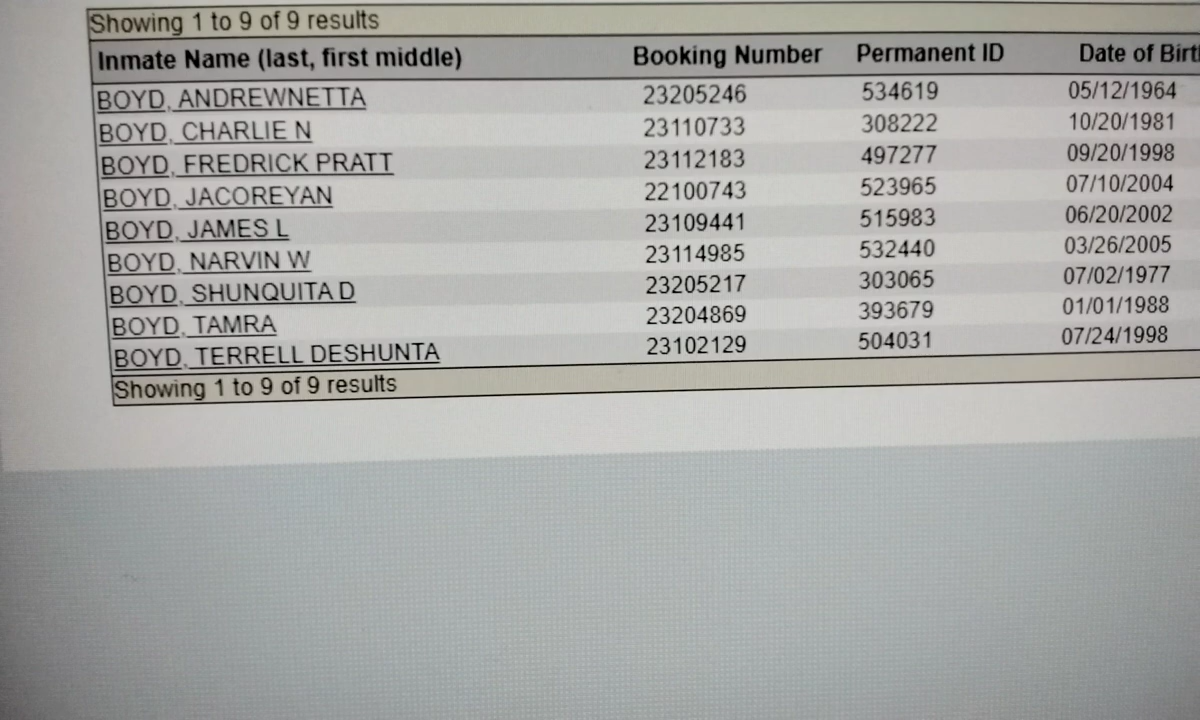 Showing 1 to 9 of 9 results
Inmate Name (last, first middle) Booking Number Permanent ID Date of Birt
BOYD, ANDREWNETTA 23205246 534619 05/12/1964
BOYD, CHARLIE N 23110733 308222 10/20/1981
BOYD, FREDRICK PRATT 23112183 497277 09/20/1998
BOYD, JACOREYAN 22100743 523965 07/10/2004
BOYD, JAMES L 23109441 515983 06/20/2002
BOYD, NARVIN W 23114985 532440 03/26/2005
BOYD, SHUNQUITA D 23205217 303065 07/02/1977
BOYD, TAMRA 23204869 393679 01/01/1988
BOYD, TERRELL DESHUNTA 23102129 504031 07/24/1998
Showing 1 to 9 of 9 results